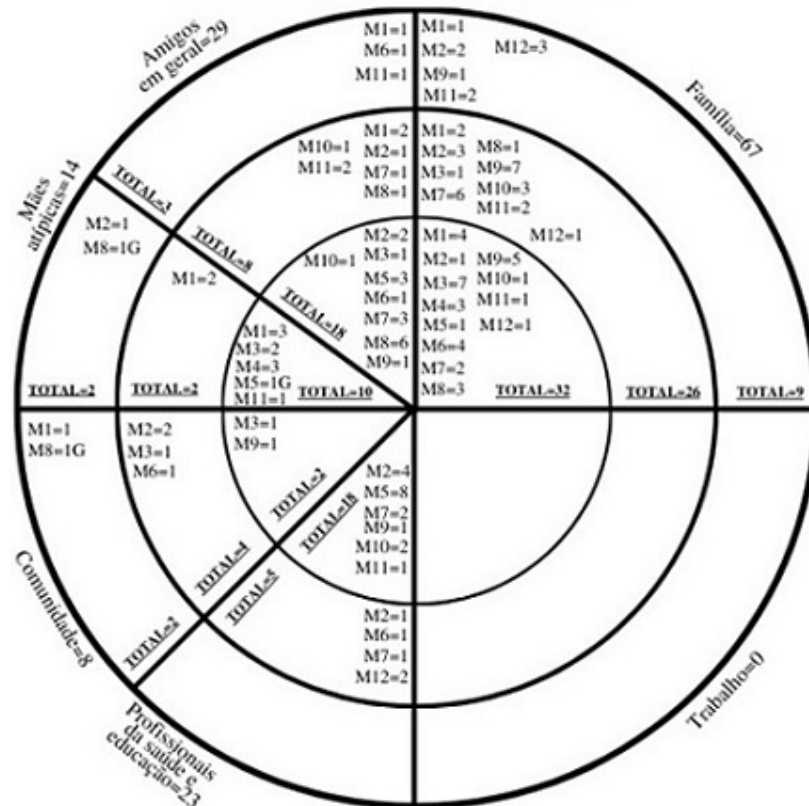 Amigos
em geral=29
Família=67
Mães
atípicas=14
Comunidade=8
Profissionais
da saúde e
educação=23
Trabalho=0
M1=1
M6=1
M11=1
M1=1
M2=2
M12=3
M9=1
M11=2
M10=1
M11=2
M1=2
M2=1
M7=1
M8=1
M1=2
M2=3
M3=1
M7=6
M8=1
M9=7
M10=3
M11=2
M12=1
M10=1
M2=2
M3=1
M5=3
M6=1
M7=3
M8=6
M9=1
M1=4
M2=1
M3=7
M4=3
M5=1
M6=4
M7=2
M8=3
M9=5
M10=1
M11=1
M12=1
TOTAL=3
TOTAL=8
TOTAL=18
M2=1
M8=1G
M1=2
M1=3
M3=2
M4=3
M5=1G
M11=1
TOTAL=2
TOTAL=2
TOTAL=10
TOTAL=32
TOTAL=26
TOTAL=9
M1=1
M8=1G
M2=2
M3=1
M6=1
M3=1
M9=1
TOTAL=2
TOTAL=4
TOTAL=2
TOTAL=18
TOTAL=5
M2=4
M5=8
M7=2
M9=1
M10=2
M11=1
M2=1
M6=1
M7=1
M12=2